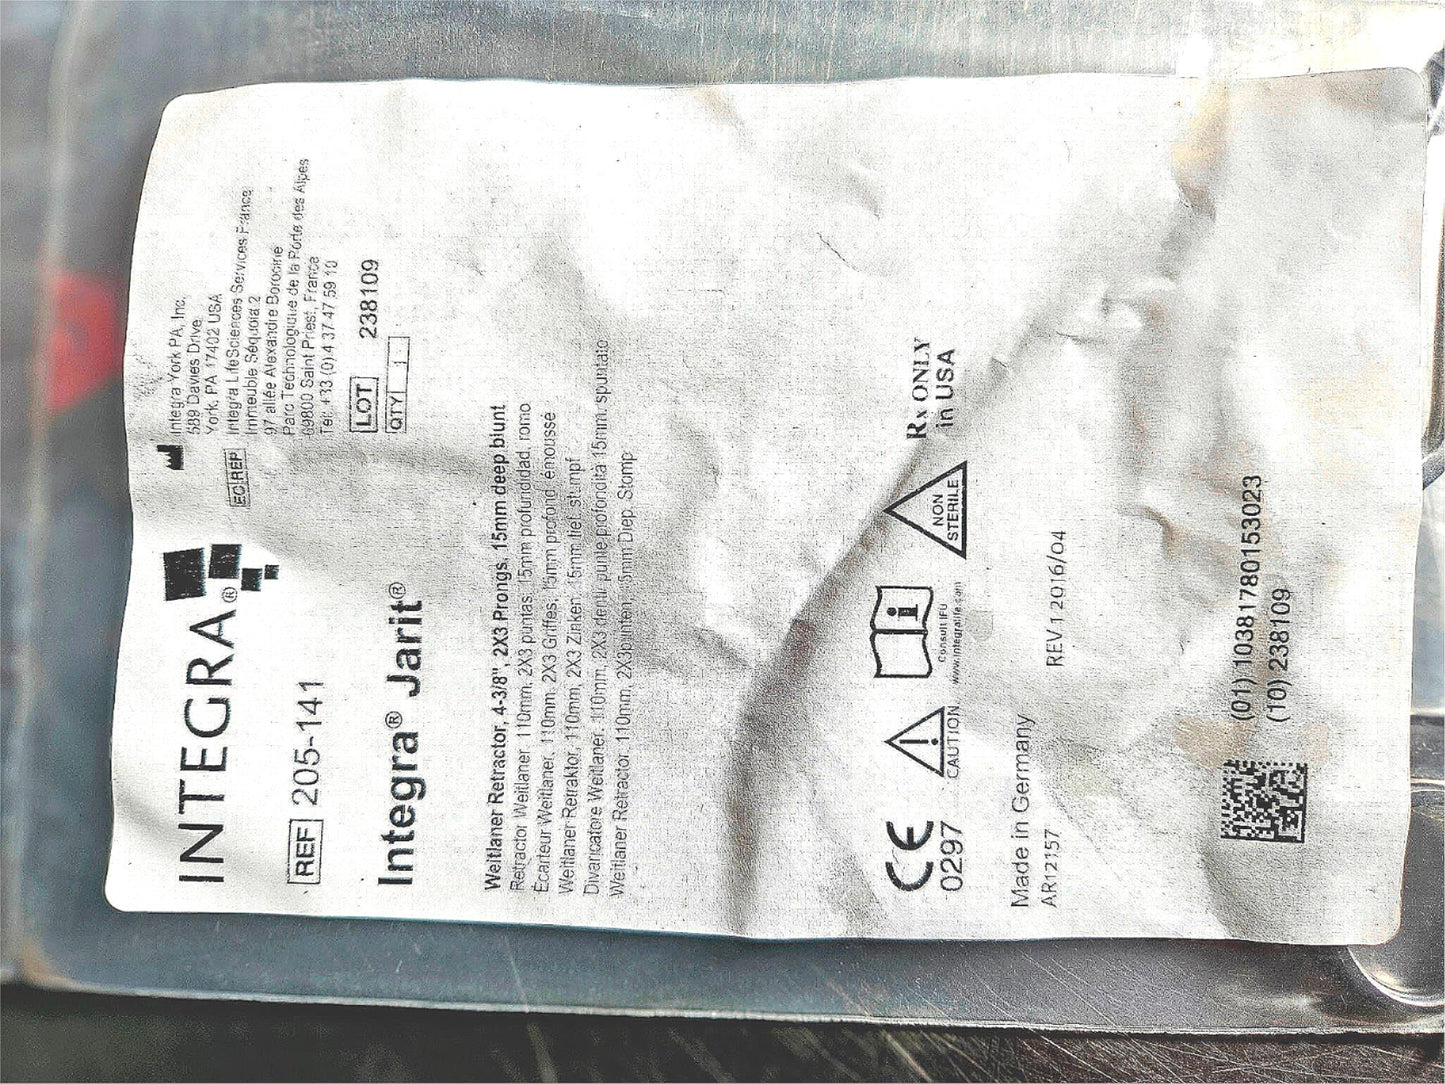 INTEGRA®
Integra York PA, Inc.
589 Davies Drive
York, PA 17402 USA
EC REP
Integra LifeSciences Services France
Immeuble Séquoia 2
97 allée Alexandre Borodine
Parc Technologique de la Porte des Alpes
69800 Saint Priest, France
Tel: +33 (0)4 37 47 59 10
REF 205-141
LOT 238109
QTY 1
Integra® Jarit®
Weitlaner Retractor, 4-3/8", 2X3 Prongs, 15mm deep blunt
Retractor Weitlaner 110mm, 2X3 puntas, 15mm profundidad, romo
Écarteur Weitlaner, 110mm, 2X3 Griffes, 15mm profond, émoussé
Weitlaner Retraktor, 110mm, 2X3 Zinken 15mm tief, stumpf
Divaricatore Weitlaner, 110mm, 2X3 denti, punte profondità 15mm, spuntato
Weitlaner Retractor, 110mm, 2X3punten, 15mm Diep, Stomp
CE
0297
CAUTION
Consult IFU
www.integralife.com
NON
STERILE
Rx ONLY
in USA
Made in Germany
AR12157
REV.1 2016/04
(01)10381780153023
(10)238109